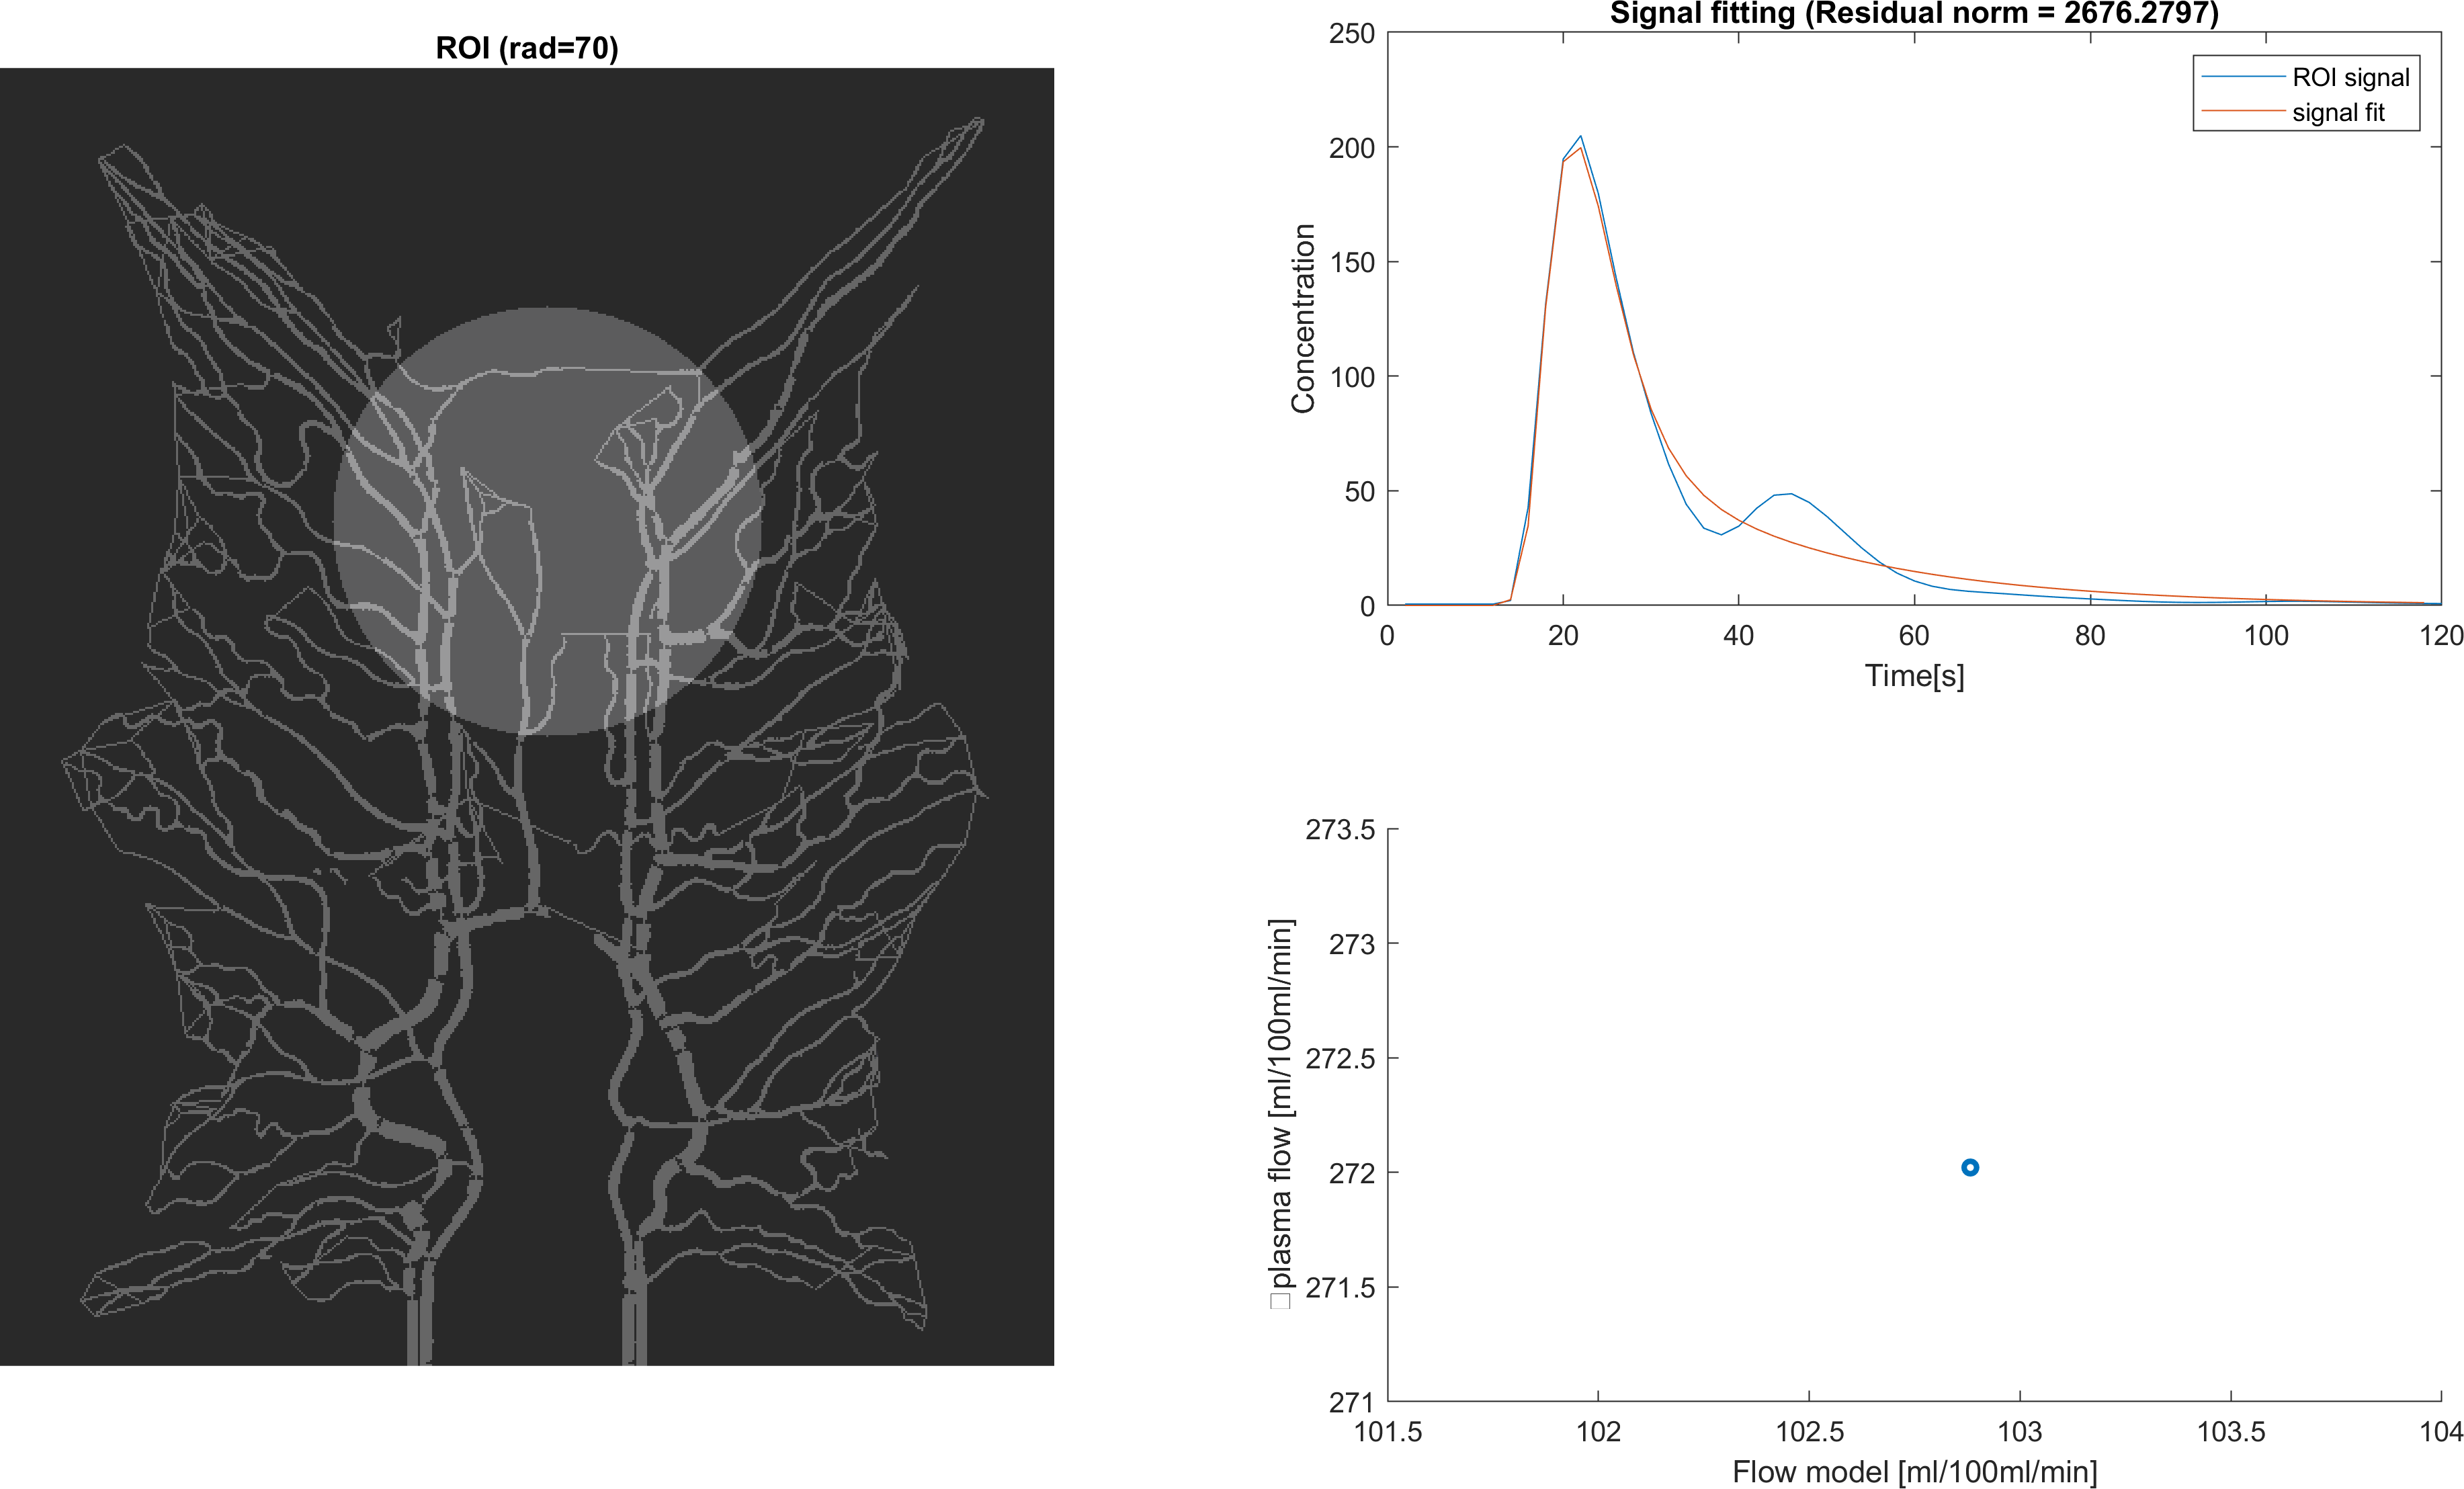 ROI (rad=70)
Signal fitting (Residual norm = 2676.2797)
250
200
150
100
50
0
Concentration
ROI signal
signal fit
0 20 40 60 80 100 120
Time[s]
273.5
273
272.5
272
271.5
271
□ plasma flow [ml/100ml/min]
101.5 102 102.5 103 103.5 104
Flow model [ml/100ml/min]